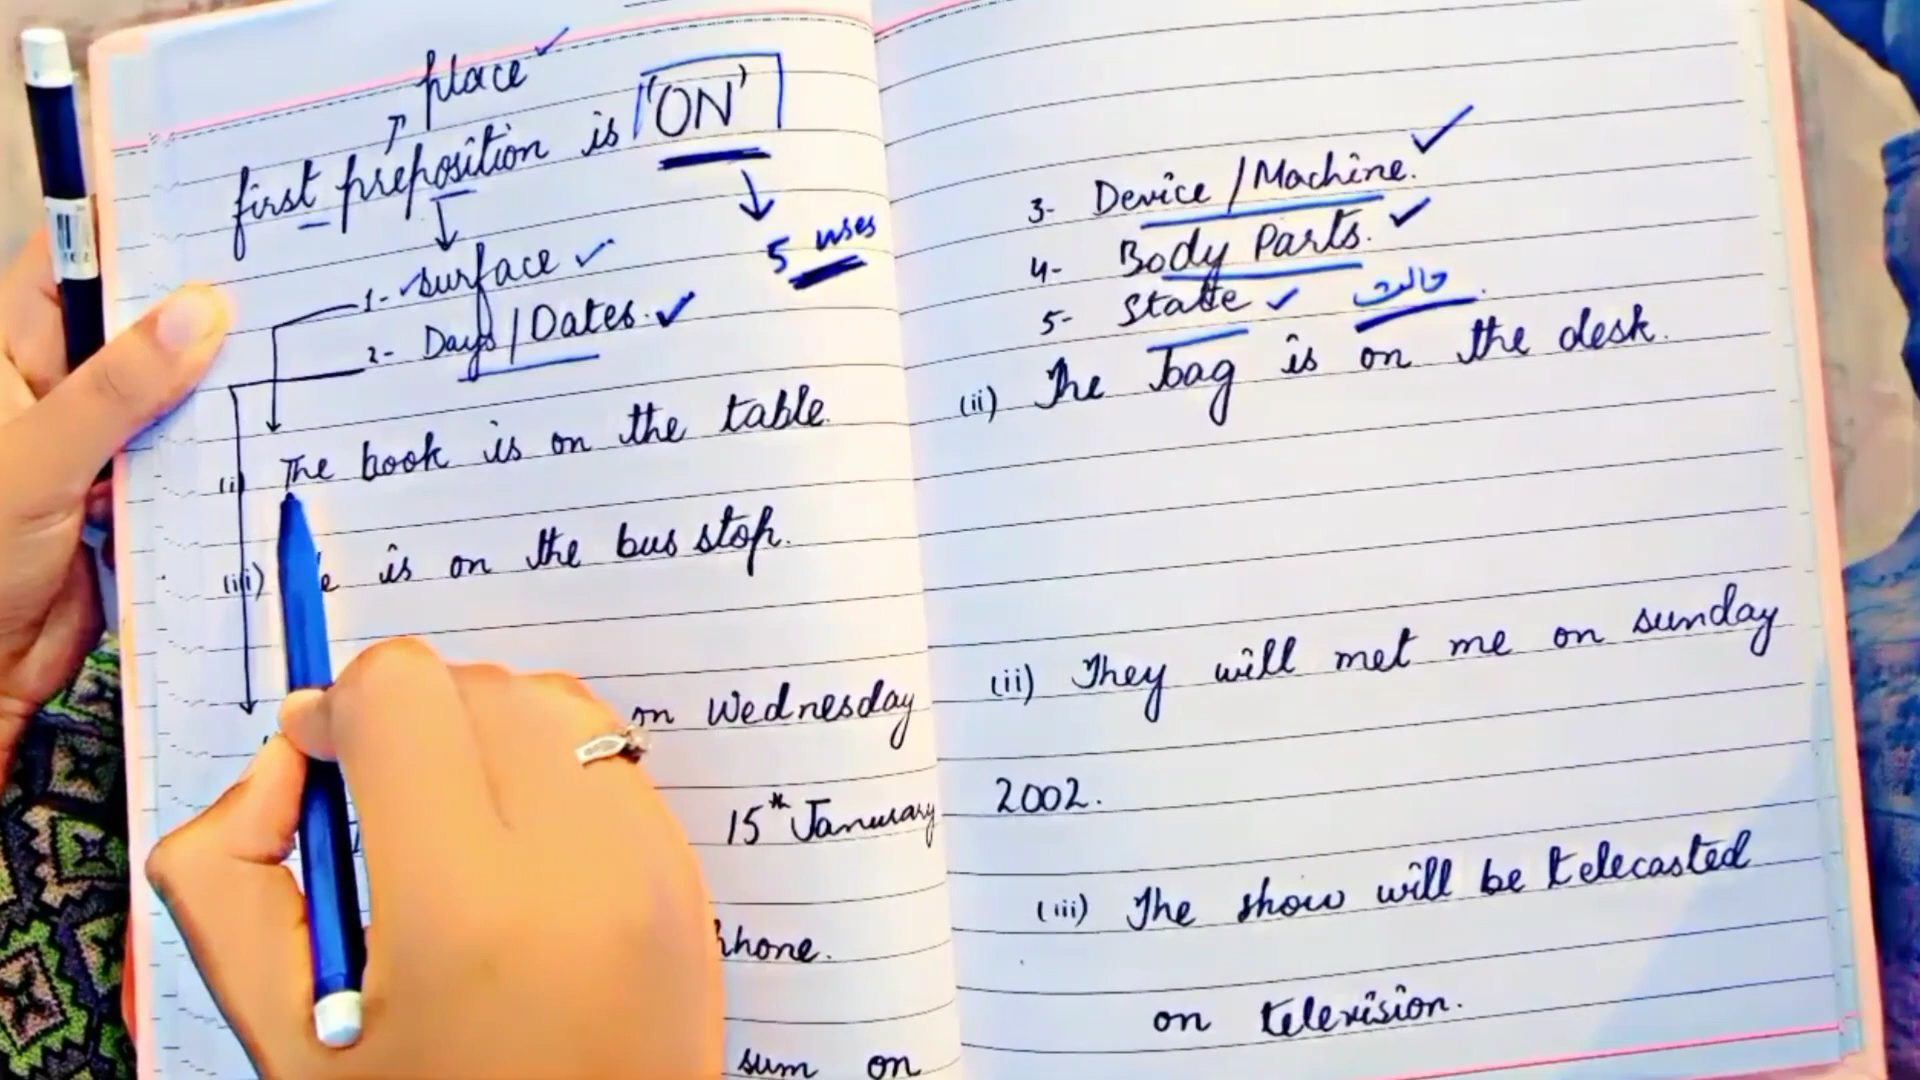 place
first preposition is 'ON'
5 uses
1- surface
2- Days/Dates.
(i) The book is on the table.
(iii) is on the bus stop.
on Wednesday
15th January
phone.
sum on
3- Device/Machine.
4- Body Parts.
5- State حالت
(ii) The bag is on the desk.
(ii) They will met me on sunday
2002.
(iii) The show will be telecasted
on television.